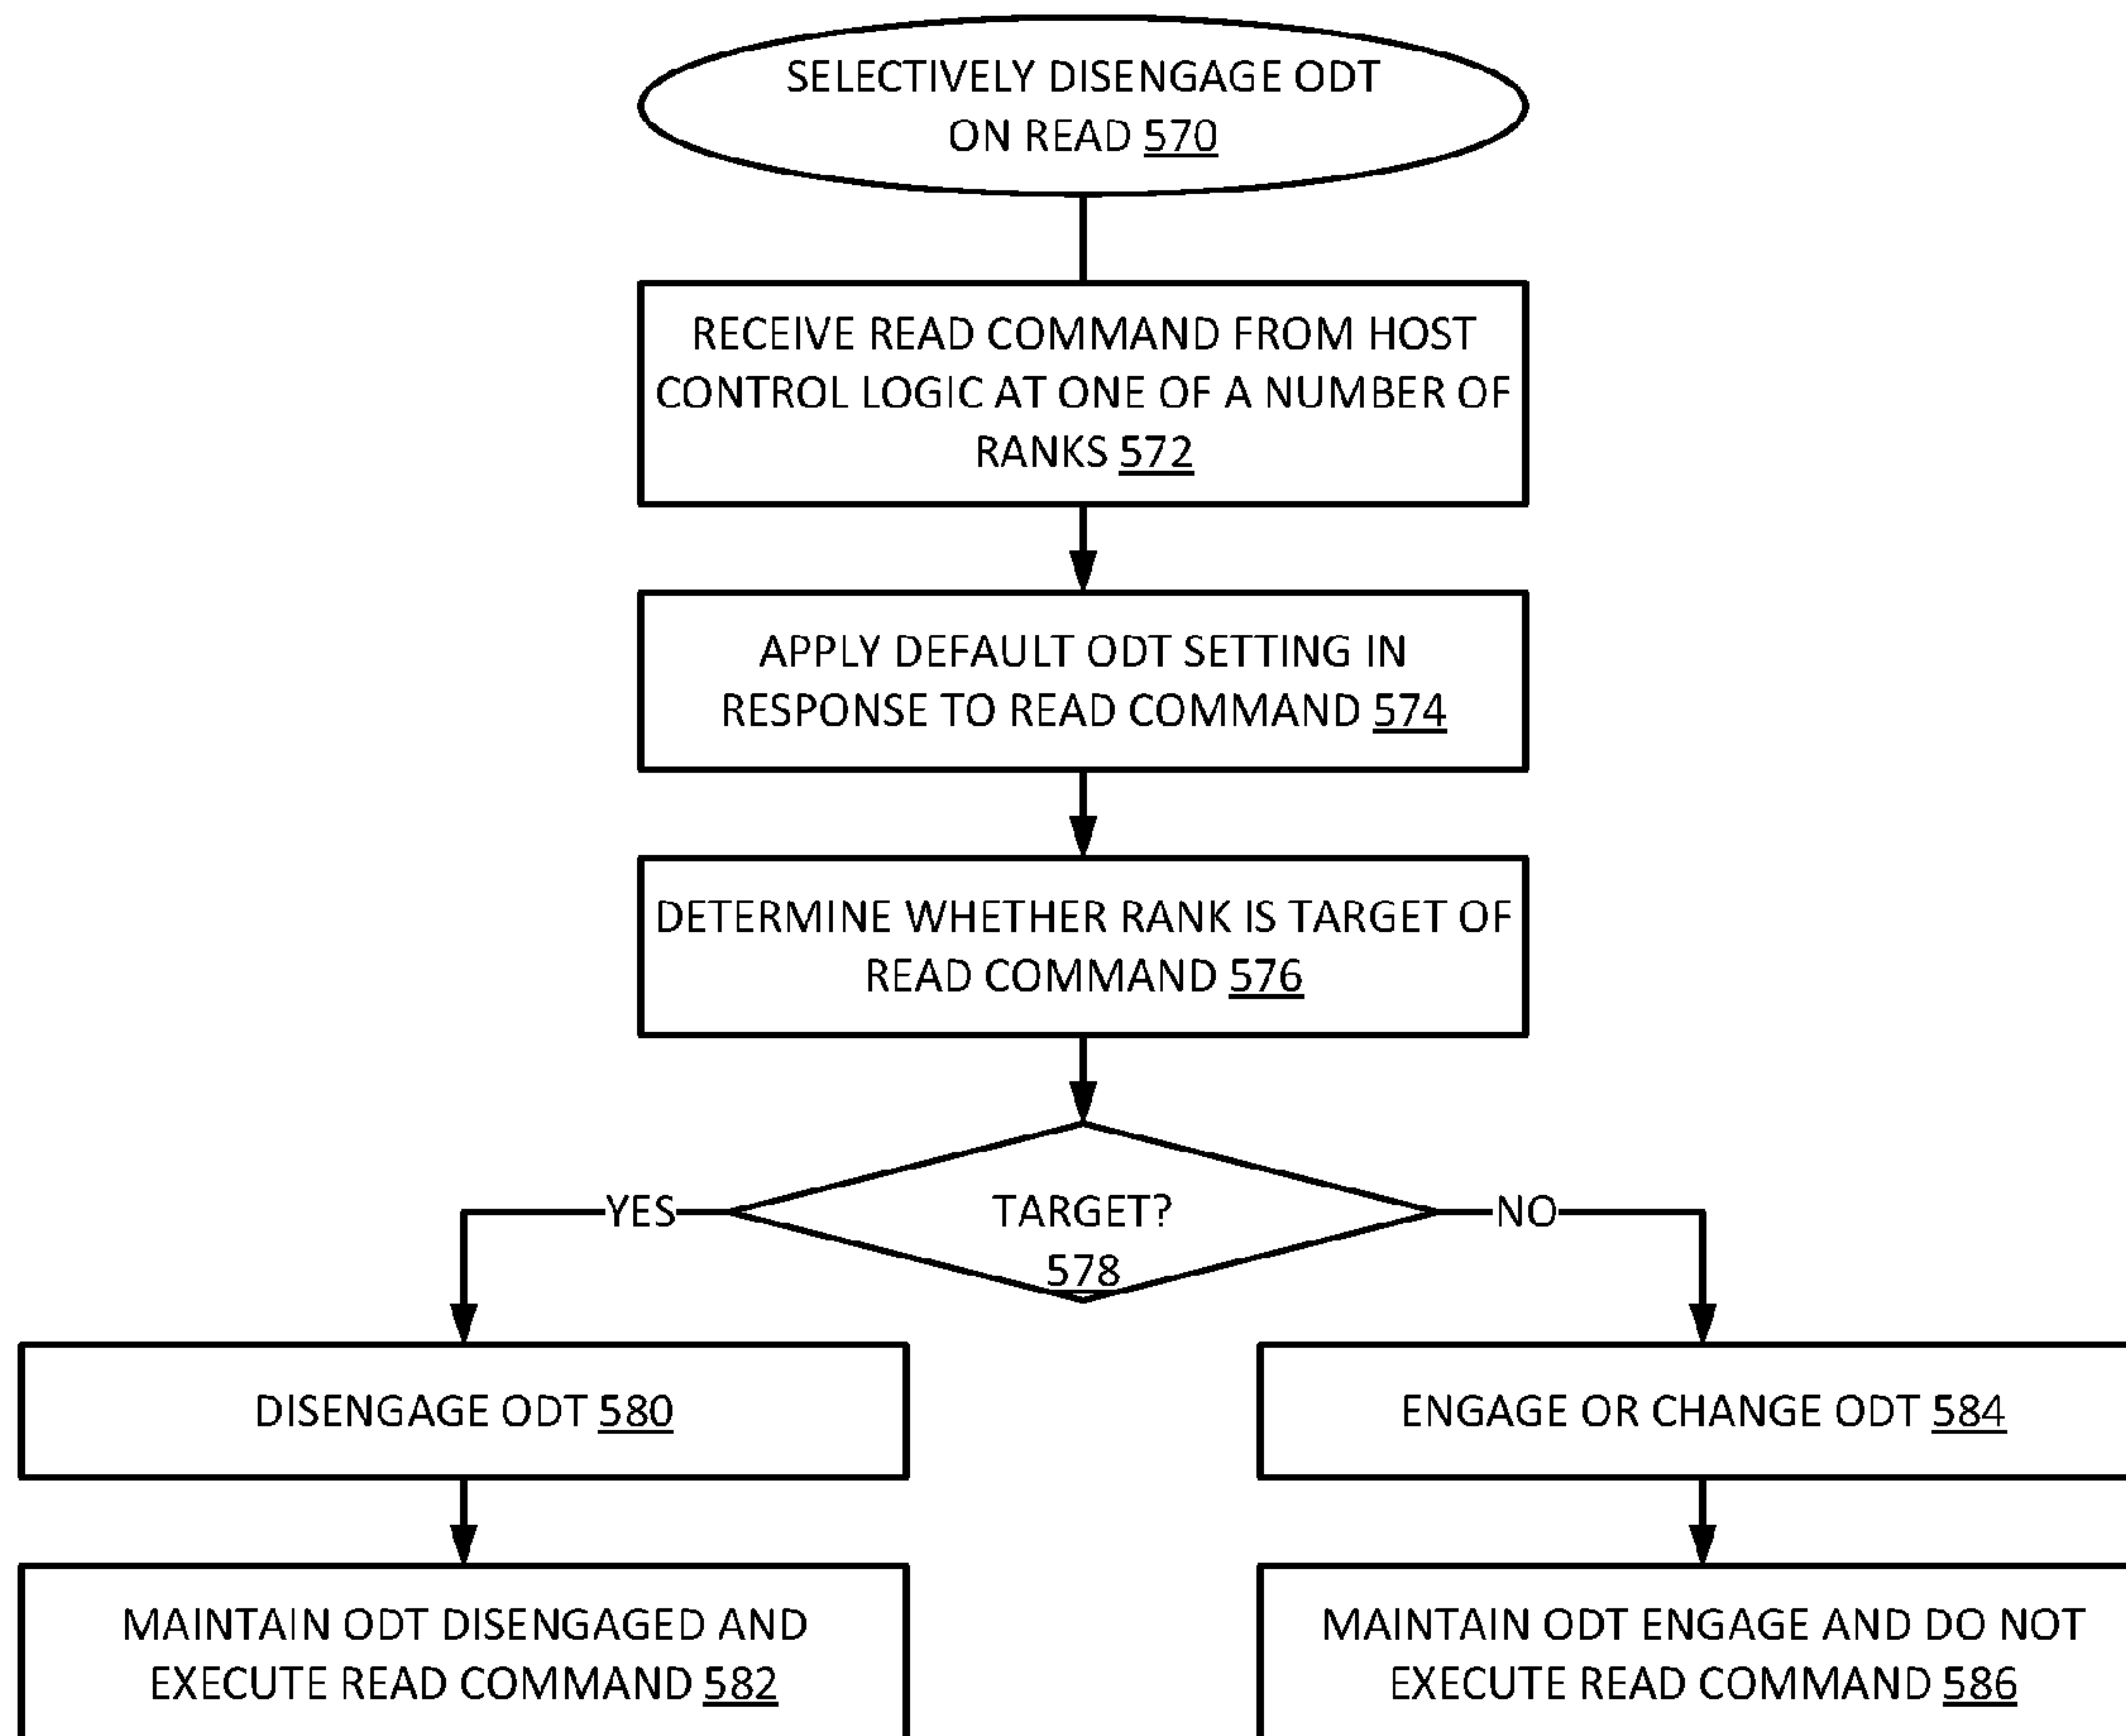 SELECTIVELY DISENGAGE ODT
ON READ 570
RECEIVE READ COMMAND FROM HOST
CONTROL LOGIC AT ONE OF A NUMBER OF
RANKS 572
APPLY DEFAULT ODT SETTING IN
RESPONSE TO READ COMMAND 574
DETERMINE WHETHER RANK IS TARGET OF
READ COMMAND 576
YES
TARGET?
578
NO
DISENGAGE ODT 580
ENGAGE OR CHANGE ODT 584
MAINTAIN ODT DISENGAGED AND
EXECUTE READ COMMAND 582
MAINTAIN ODT ENGAGE AND DO NOT
EXECUTE READ COMMAND 586